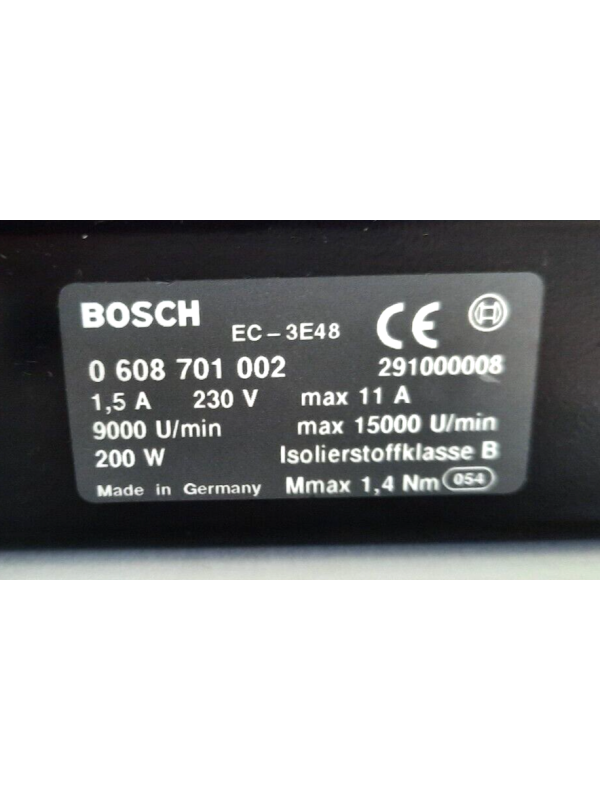 BOSCH EC-3E48 CE
0 608 701 002 291000008
1,5 A 230 V max 11 A
9000 U/min max 15000 U/min
200 W Isolierstoffklasse B
Made in Germany Mmax 1,4 Nm 054